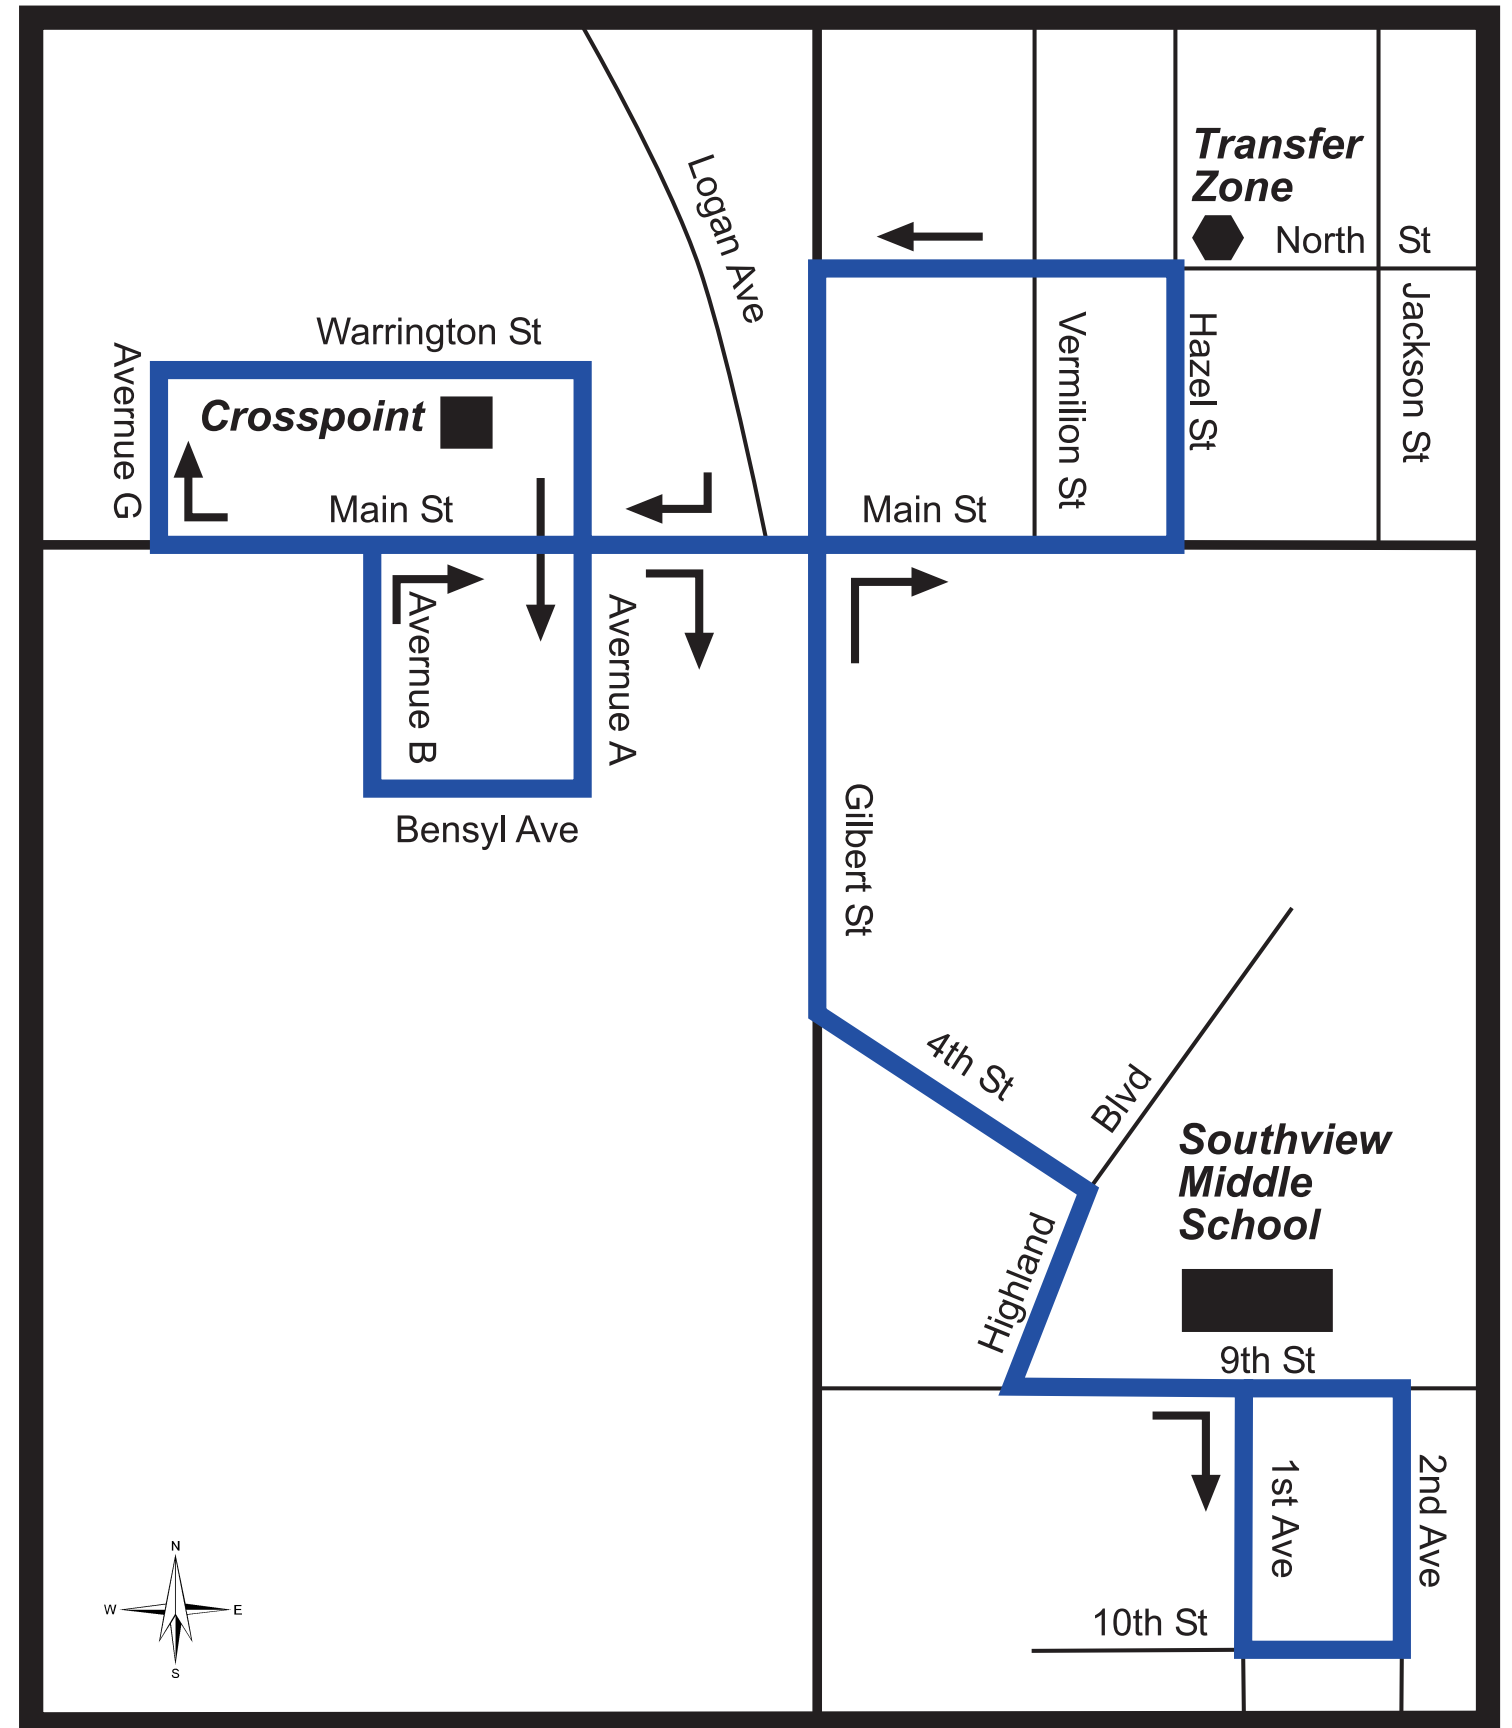 Logan Ave
Transfer
Zone
North St
Warrington St
Avernue G
Crosspoint
Main St
Main St
Vermilion St
Hazel St
Jackson St
Avernue B
Avernue A
Bensyl Ave
Gilbert St
4th St
Blvd
Highland
Southview
Middle
School
9th St
1st Ave
2nd Ave
10th St
N
W E
S